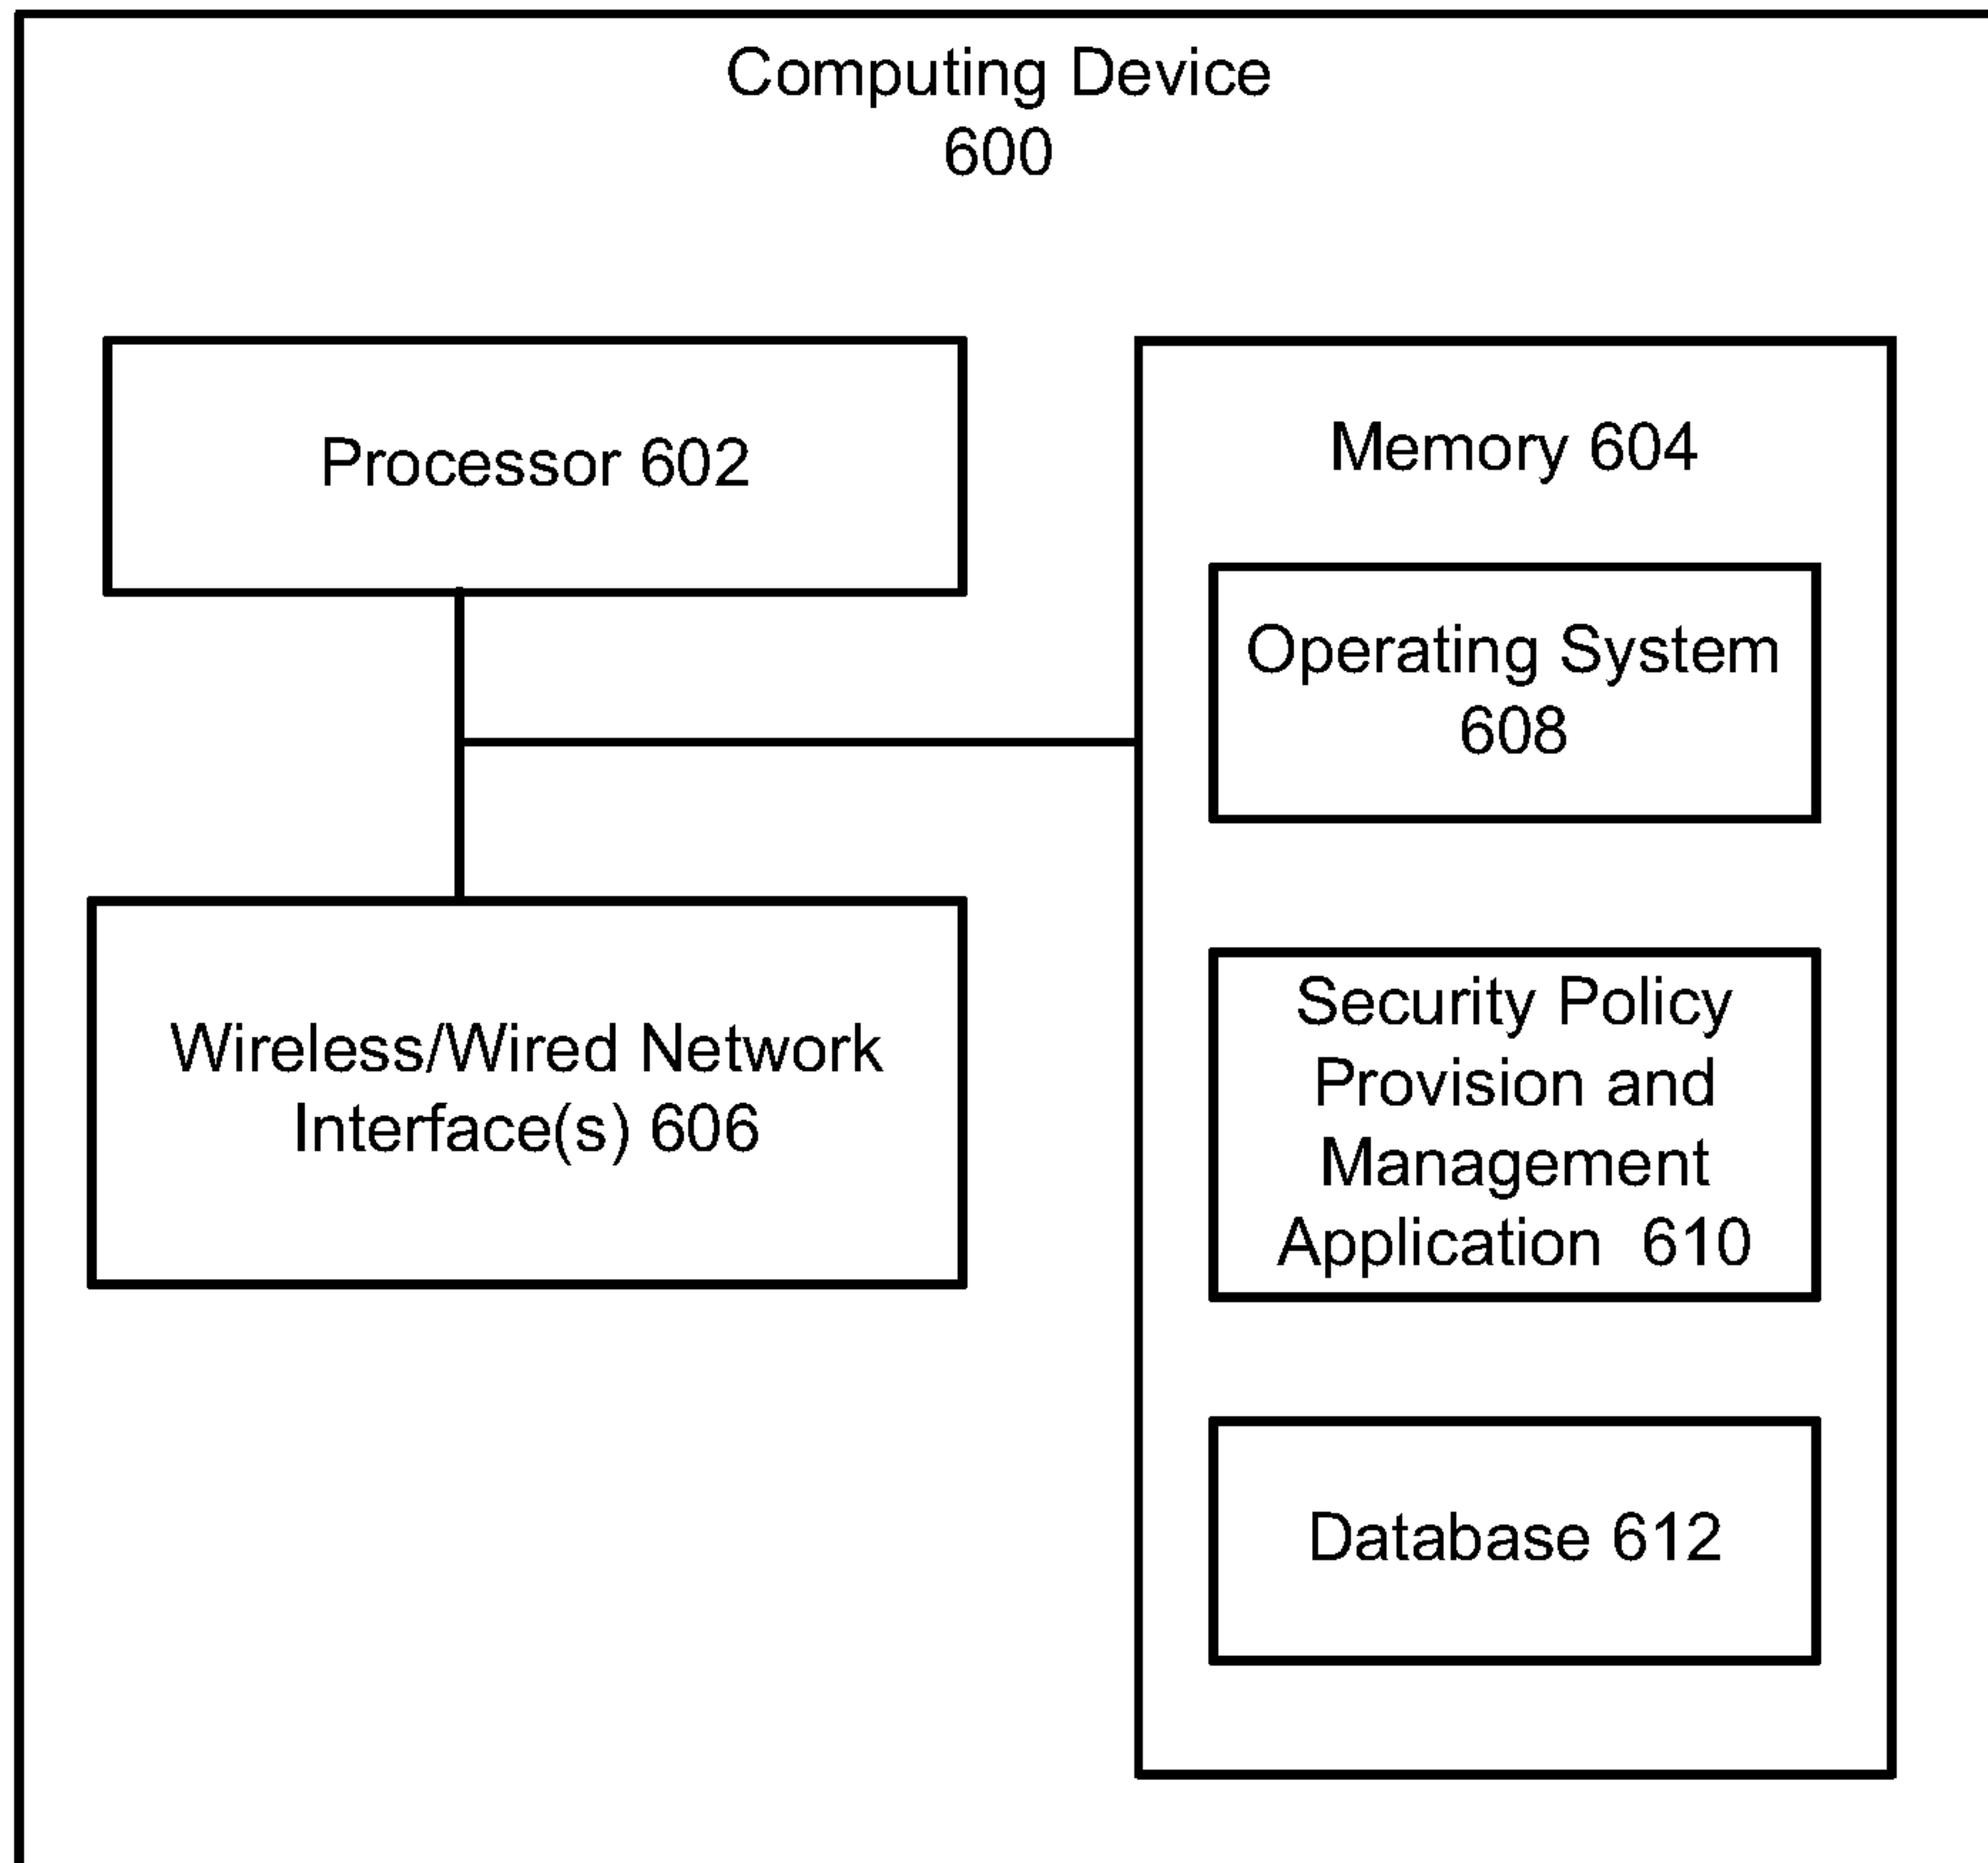 Computing Device
600
Processor 602
Wireless/Wired Network
Interface(s) 606
Memory 604
Operating System
608
Security Policy
Provision and
Management
Application 610
Database 612